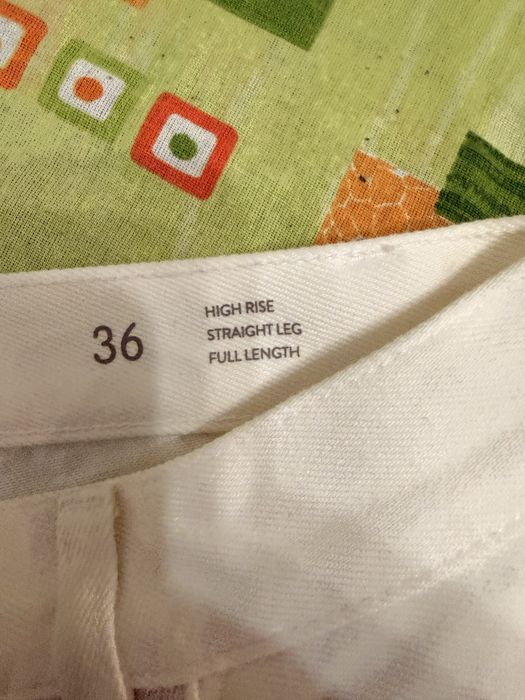 36
HIGH RISE
STRAIGHT LEG
FULL LENGTH